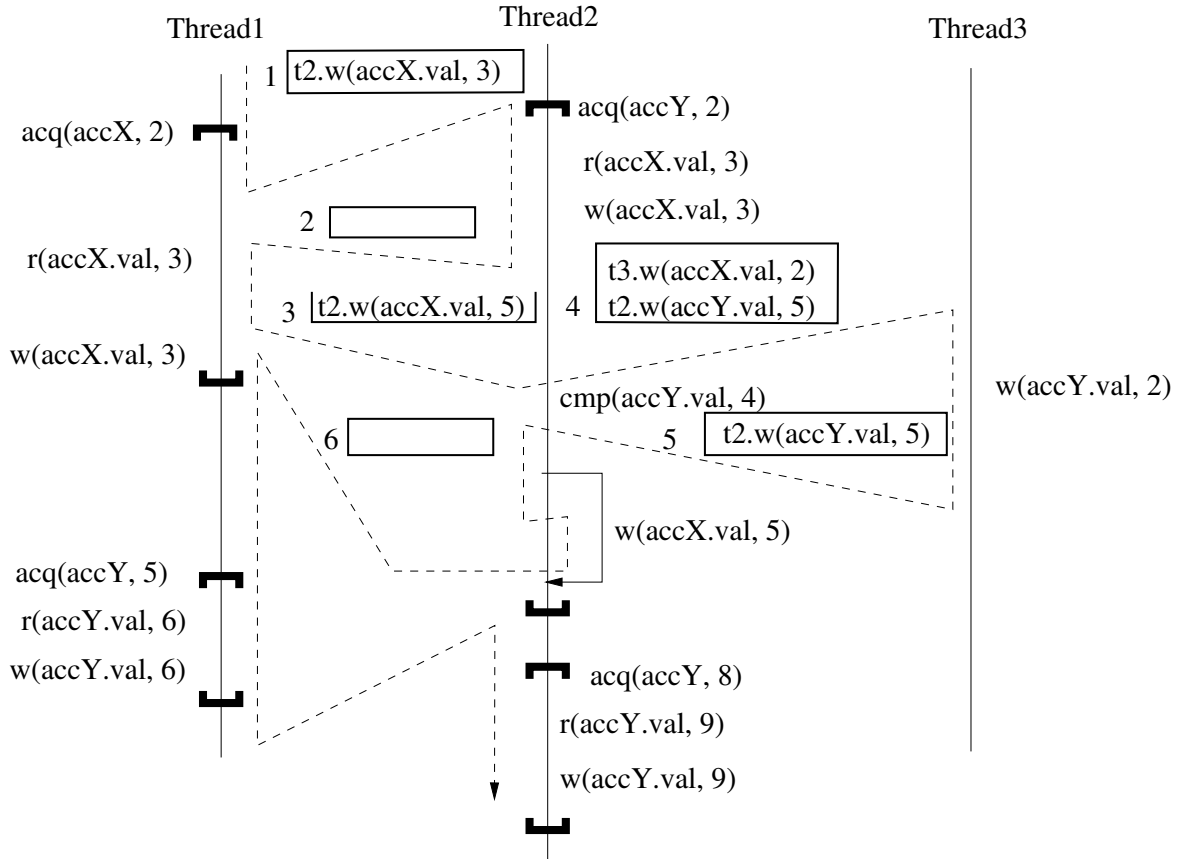 Thread1
Thread2
Thread3
1
t2.w(accX.val, 3)
acq(accX, 2)
acq(accY, 2)
r(accX.val, 3)
w(accX.val, 3)
2
r(accX.val, 3)
t3.w(accX.val, 2)
t2.w(accY.val, 5)
3
t2.w(accX.val, 5)
4
w(accX.val, 3)
cmp(accY.val, 4)
w(accY.val, 2)
6
5
t2.w(accY.val, 5)
w(accX.val, 5)
acq(accY, 5)
r(accY.val, 6)
w(accY.val, 6)
acq(accY, 8)
r(accY.val, 9)
w(accY.val, 9)